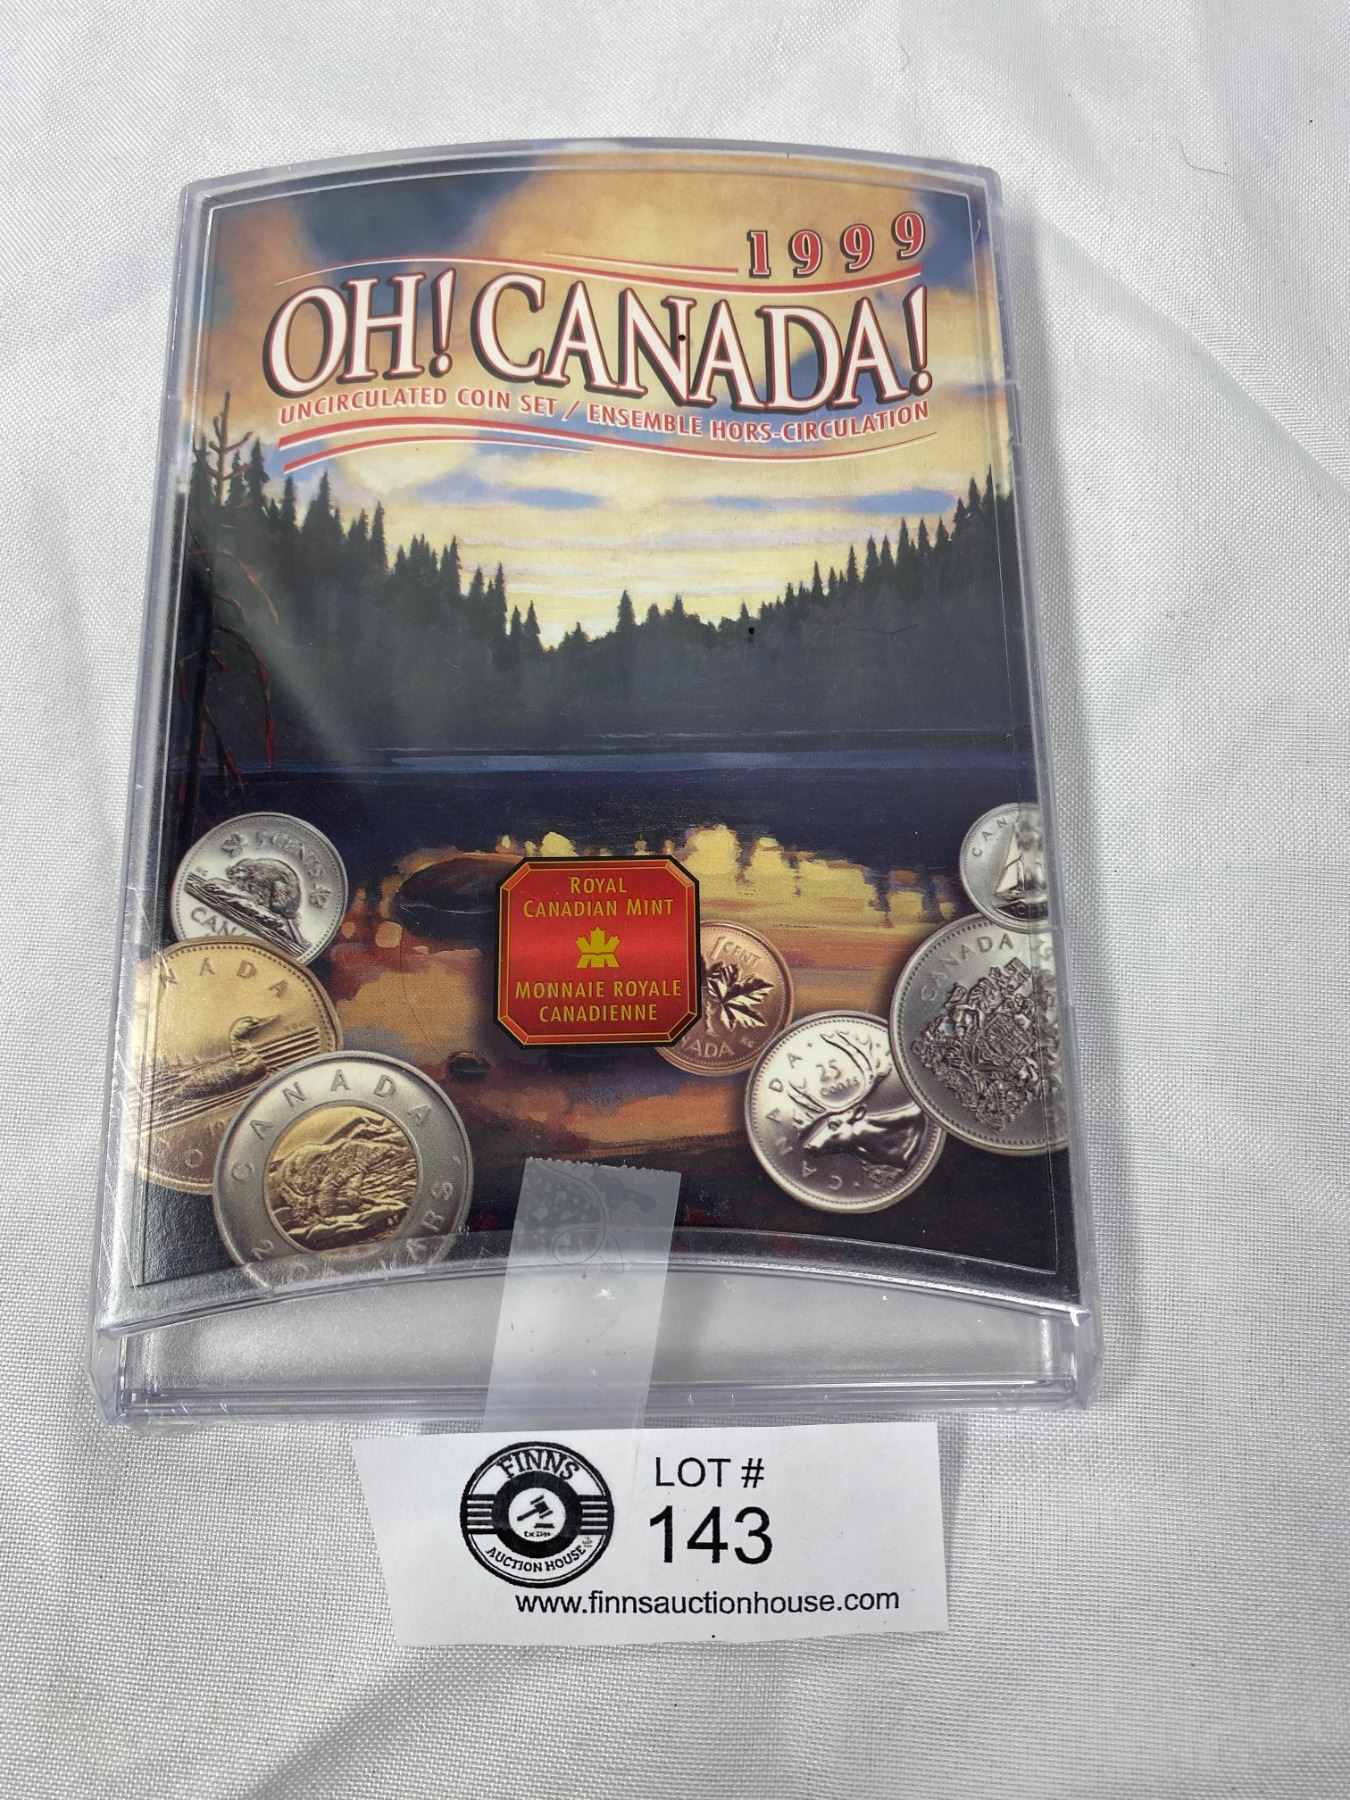 1999
OH! CANADA!
UNCIRCULATED COIN SET / ENSEMBLE HORS-CIRCULATION
5 CENTS
CANADA
ROYAL
CANADIAN MINT
MONNAIE ROYALE
CANADIENNE
1 CENT
CANADA
25
CENTS
CANADA
CANADA
FINNS
AUCTION HOUSE
LOT #
143
www.finnsauctionhouse.com